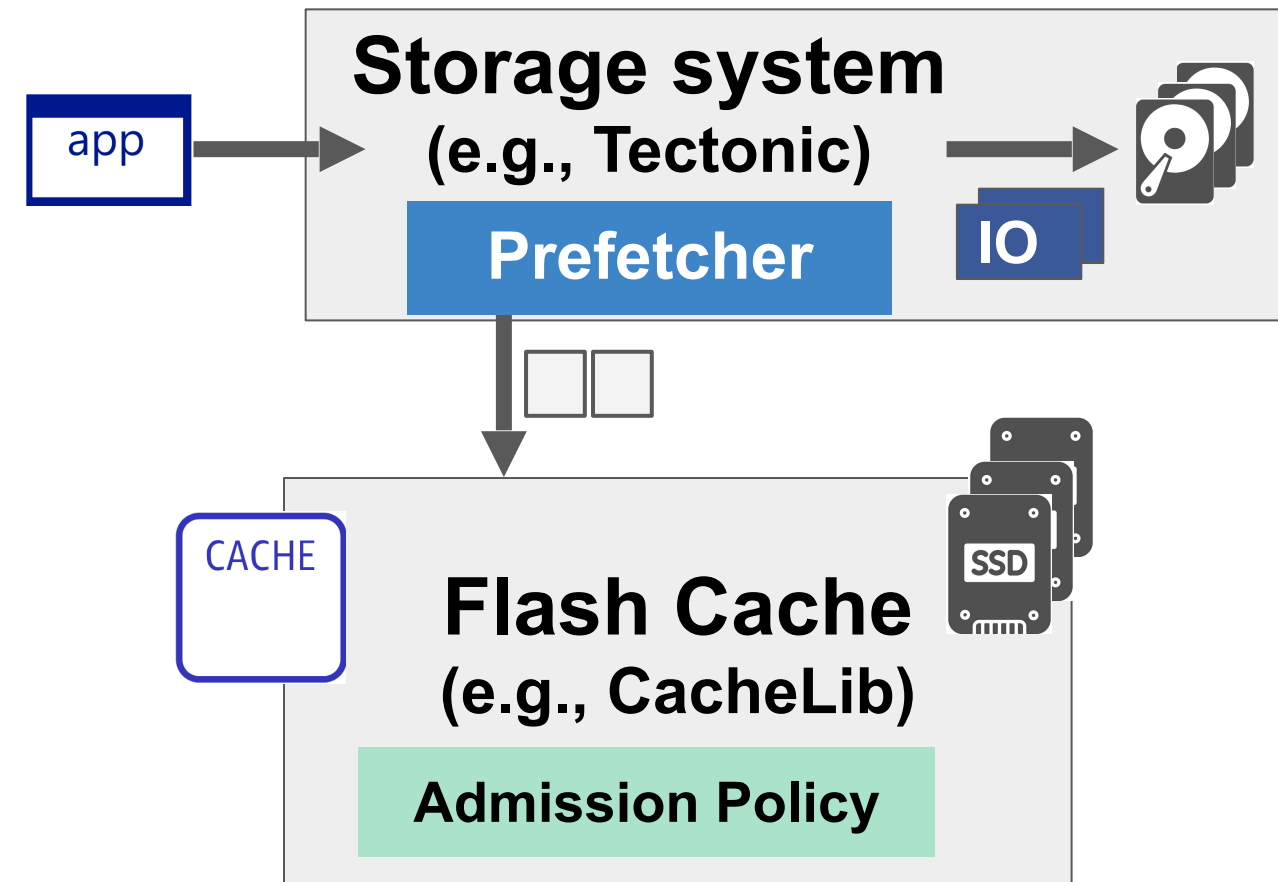 Storage system
app
(e.g., Tectonic)
Prefetcher
IO
CACHE
SSD
Flash Cache
(e.g., CacheLib)
Admission Policy